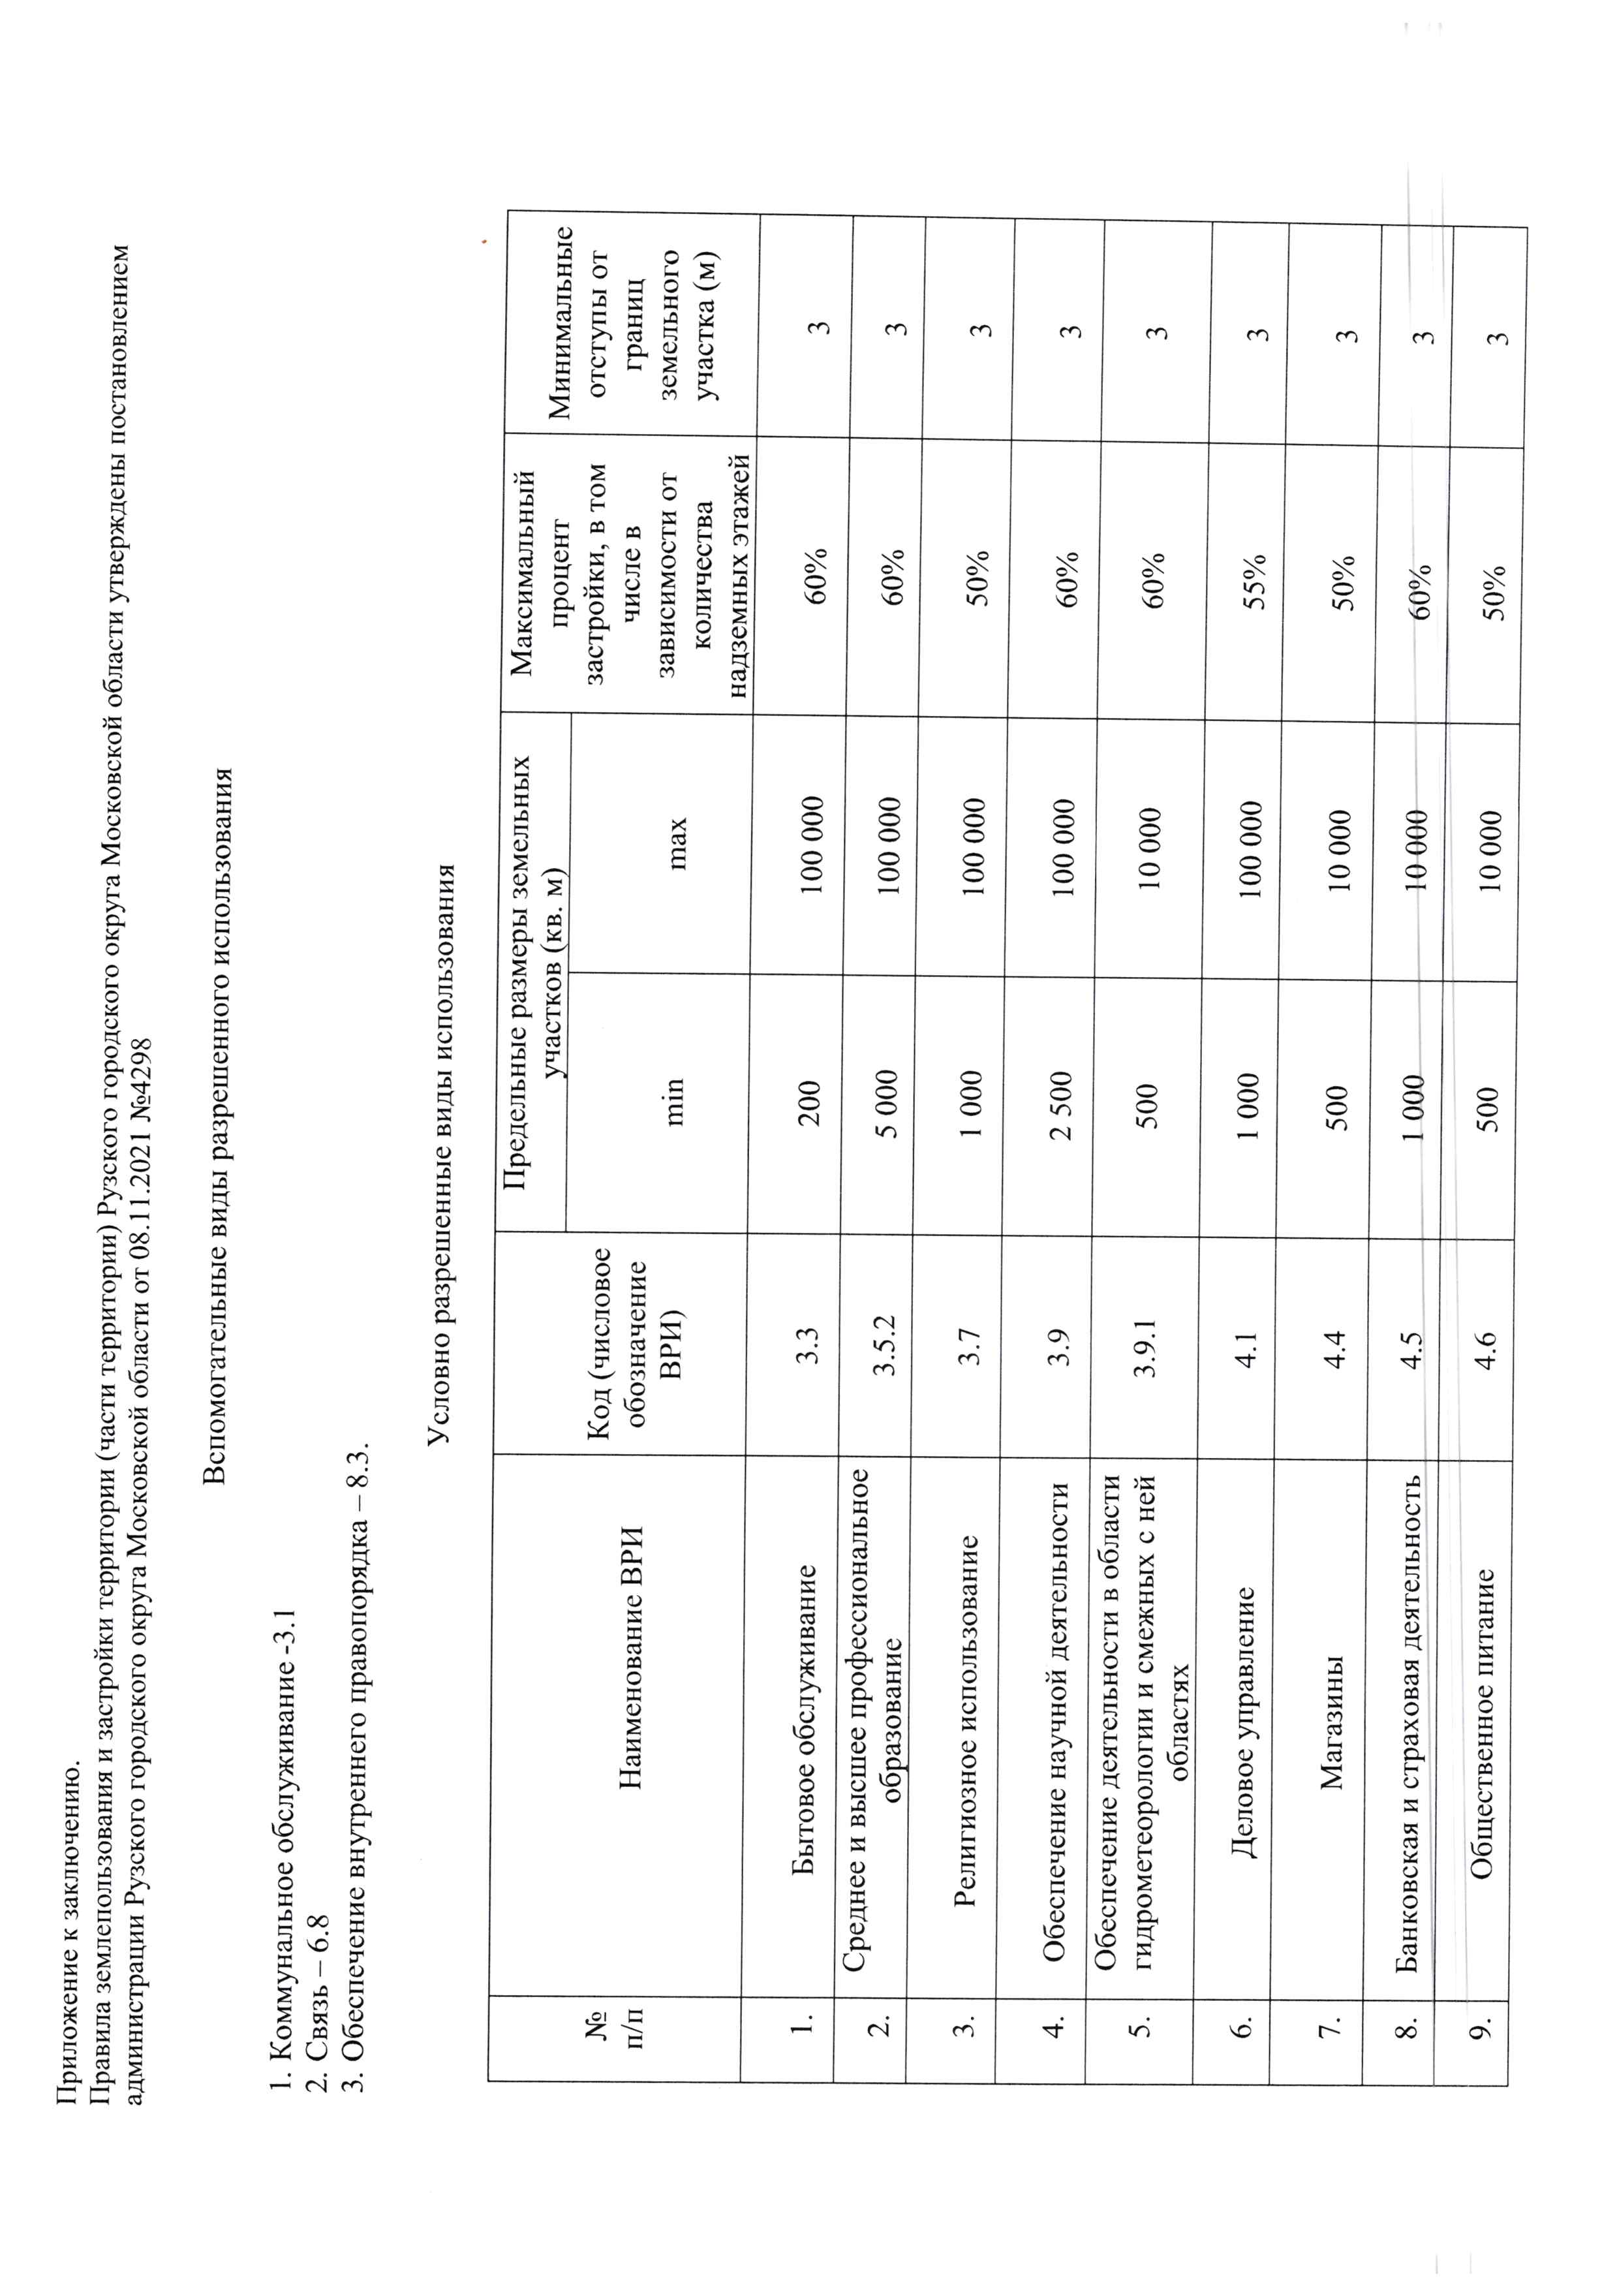 Приложение к заключению.
Правила землепользования и застройки территории (части территории) Рузского городского округа Московской области утверждены постановлением
администрации Рузского городского округа Московской области от 08.11.2021 №4298
Вспомогательные виды разрешенного использования
1. Коммунальное обслуживание -3.1
2. Связь – 6.8
3. Обеспечение внутреннего правопорядка – 8.3.
Условно разрешенные виды использования
№
п/п
Наименование ВРИ
Код (числовое
обозначение
ВРИ)
Предельные размеры земельных
участков (кв. м)
min
max
Максимальный
процент
застройки, в том
числе в
зависимости от
количества
надземных этажей
Минимальные
отступы от
границ
земельного
участка (м)
1. Бытовое обслуживание 3.3 200 100 000 60% 3
2. Среднее и высшее профессиональное
образование 3.5.2 5 000 100 000 60% 3
3. Религиозное использование 3.7 1 000 100 000 50% 3
4. Обеспечение научной деятельности 3.9 2 500 100 000 60% 3
5. Обеспечение деятельности в области
гидрометеорологии и смежных с ней
областях 3.9.1 500 10 000 60% 3
6. Деловое управление 4.1 1 000 100 000 55% 3
7. Магазины 4.4 500 10 000 50% 3
8. Банковская и страховая деятельность 4.5 1 000 10 000 60% 3
9. Общественное питание 4.6 500 10 000 50% 3